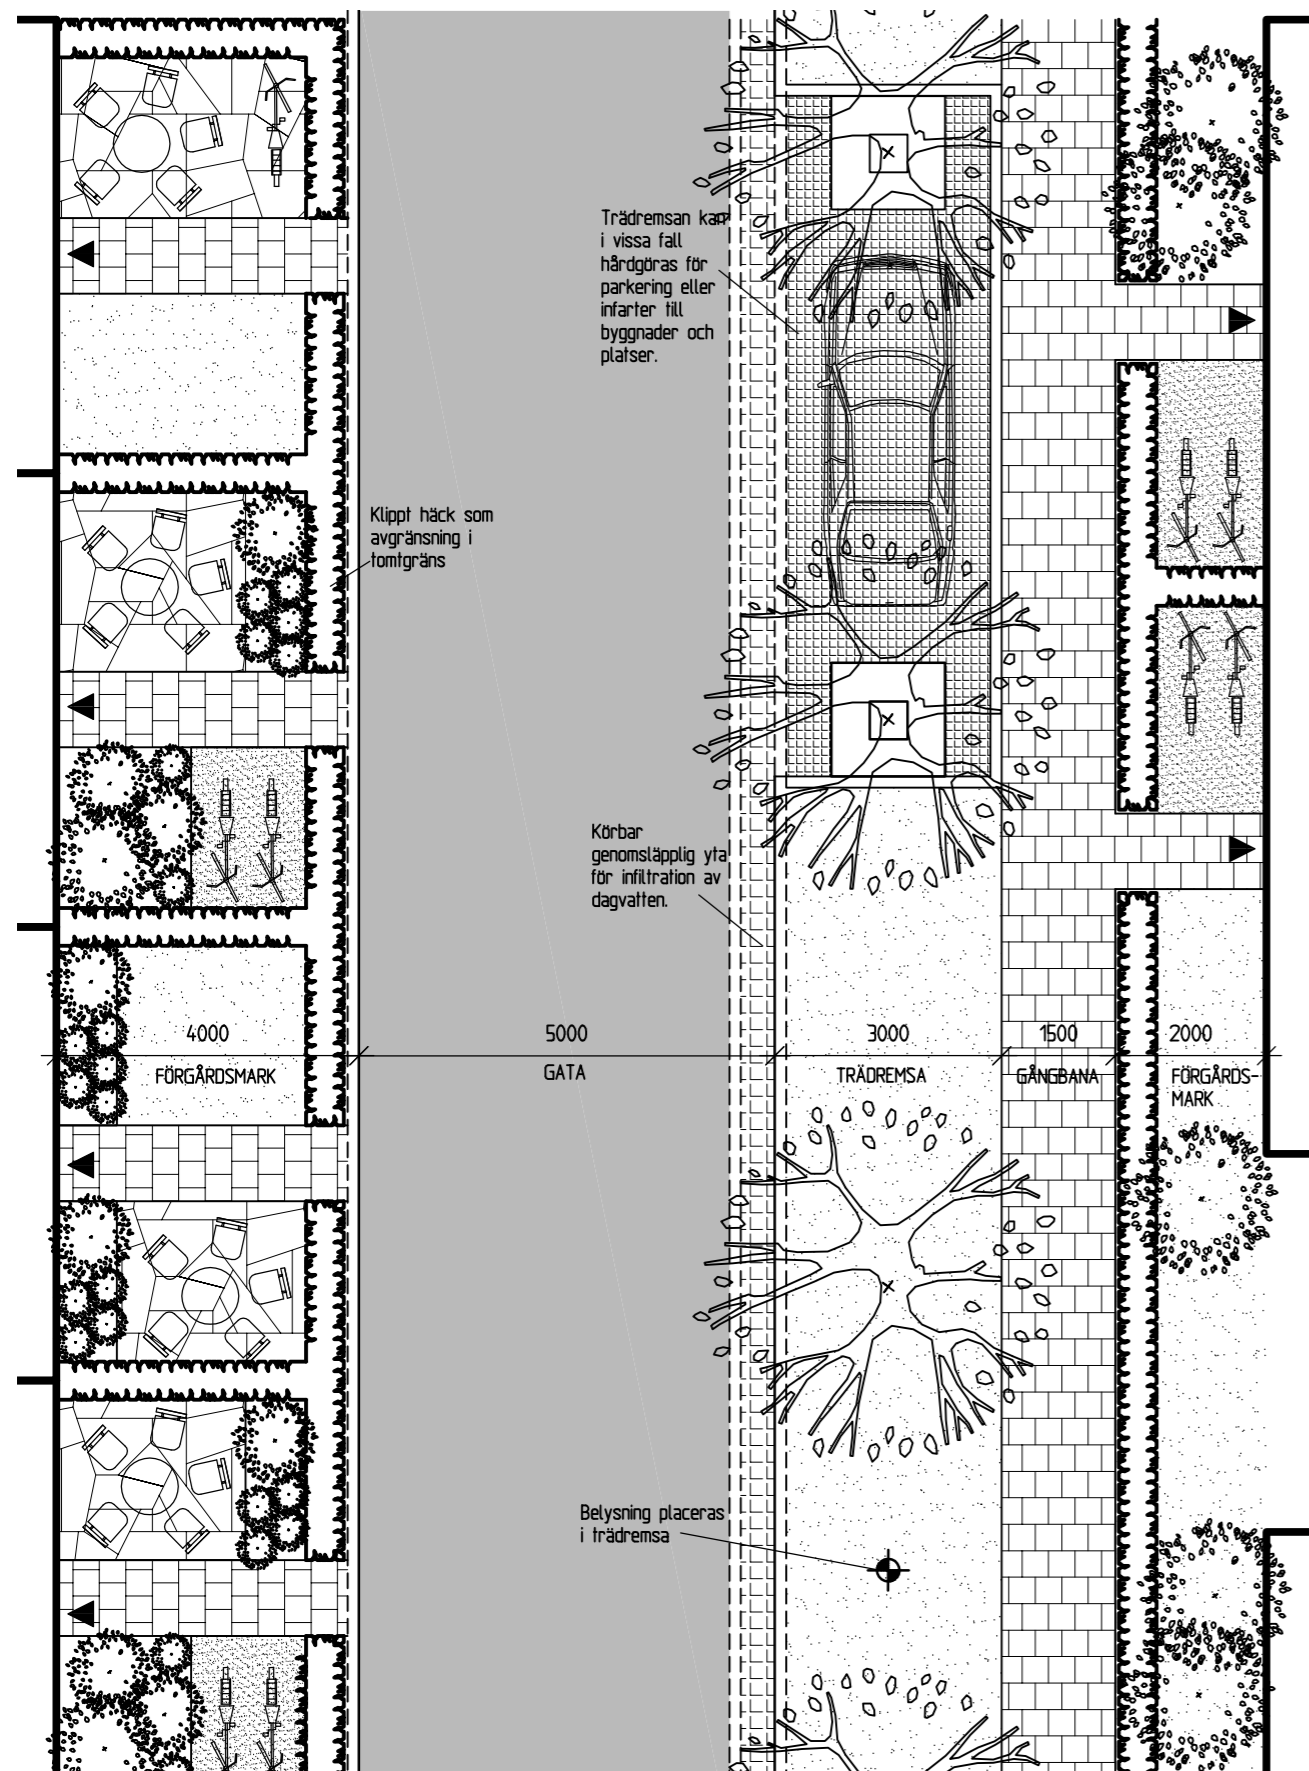 Trädremsan kan
i vissa fall
hårdgöras för
parkering eller
infarter till
byggnader och
platser.
Klippt häck som
avgränsning i
tomtgräns
Körbar
genomsläpplig yta
för infiltration av
dagvatten.
4000
5000
3000
1500
2000
FÖRGÅRDSMARK
GATA
TRÄDREMSA
GÅNGBANA
FÖRGÅRDS-
MARK
Belysning placeras
i trädremsa